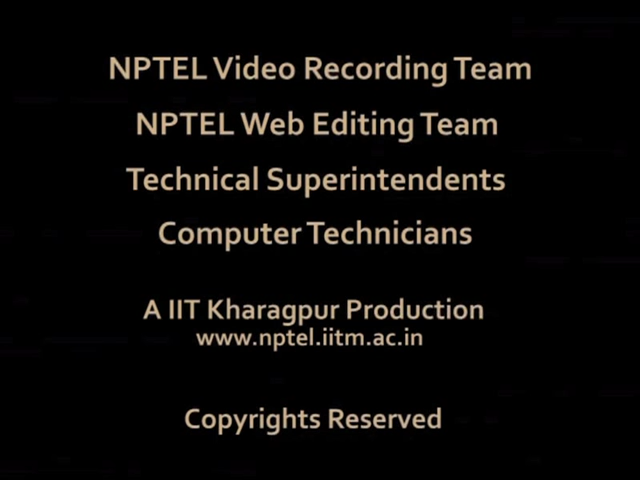 NPTEL Video Recording Team
NPTEL Web Editing Team
Technical Superintendents
Computer Technicians
A IIT Kharagpur Production
www.nptel.iitm.ac.in
Copyrights Reserved